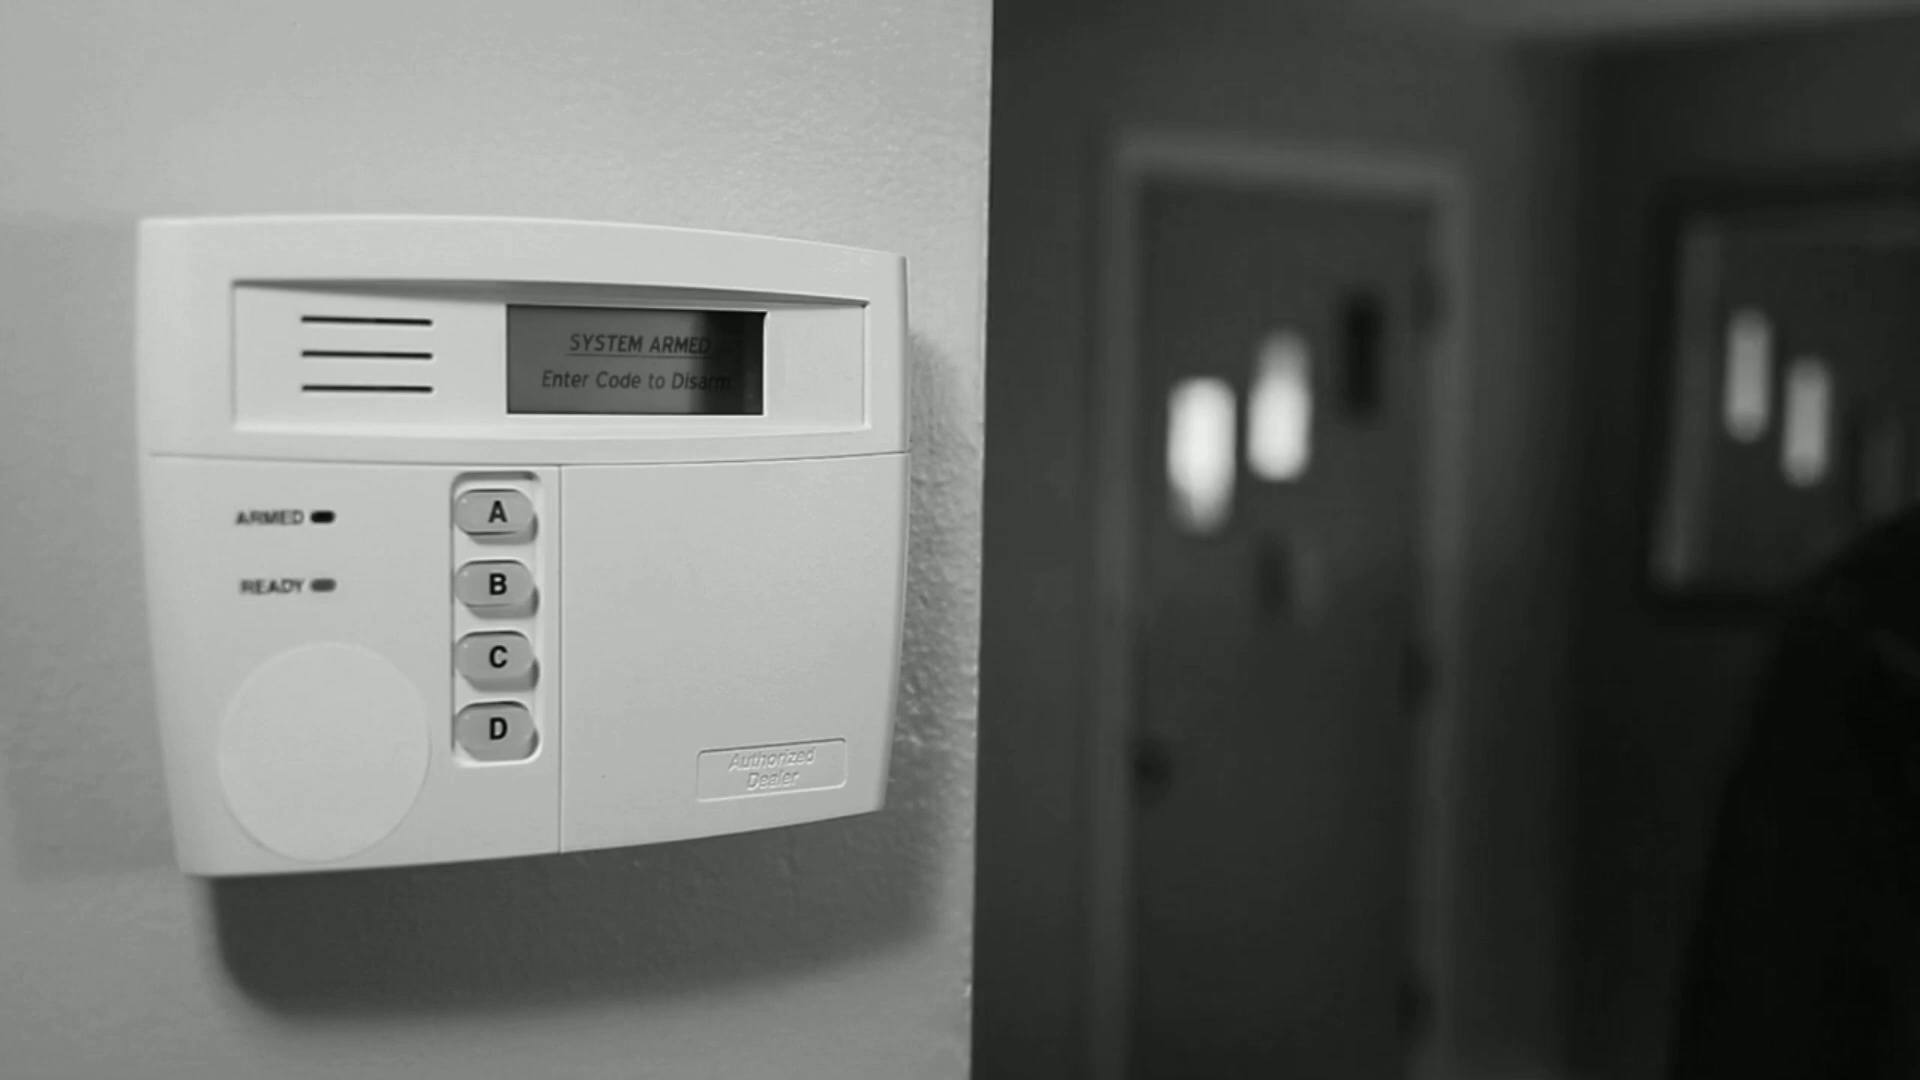 SYSTEM ARMED
Enter Code to Disarm
ARMED
READY
A
B
C
D
Authorized
Dealer